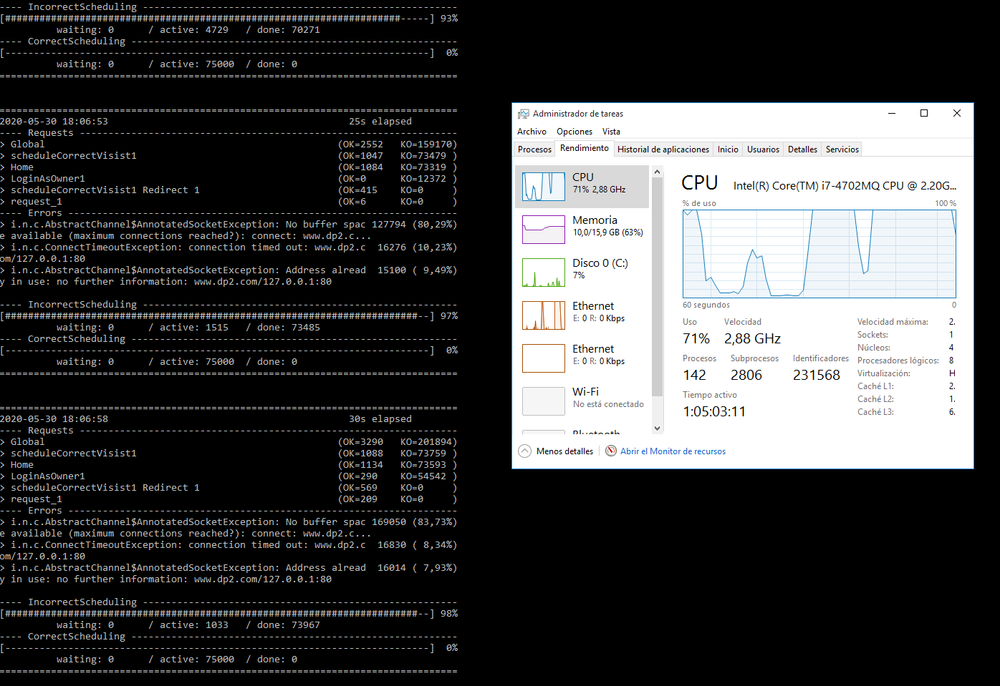 ---- IncorrectScheduling -------------------------------------------------------
[#####################################################################-----] 93%
waiting: 0      / active: 4729   / done: 70271
---- CorrectScheduling ---------------------------------------------------------
[--------------------------------------------------------------------------]  0%
waiting: 0      / active: 75000  / done: 0
================================================================================
================================================================================
2020-05-30 18:06:53                                          25s elapsed
---- Requests ------------------------------------------------------------------
> Global                                                   (OK=2552   KO=159170)
> scheduleCorrectVisist1                                   (OK=1047   KO=73479 )
> Home                                                     (OK=1084   KO=73319 )
> LoginAsOwner1                                            (OK=0      KO=12372 )
> scheduleCorrectVisist1 Redirect 1                        (OK=415    KO=0     )
> request_1                                                (OK=6      KO=0     )
---- Errors --------------------------------------------------------------------
> i.n.c.AbstractChannel$AnnotatedSocketException: No buffer spac 127794 (80,29%)
e available (maximum connections reached?): connect: www.dp2.c...
> i.n.c.ConnectTimeoutException: connection timed out: www.dp2.c  16276 (10,23%)
om/127.0.0.1:80
> i.n.c.AbstractChannel$AnnotatedSocketException: Address alread  15100 ( 9,49%)
y in use: no further information: www.dp2.com/127.0.0.1:80
---- IncorrectScheduling -------------------------------------------------------
[########################################################################--] 97%
waiting: 0      / active: 1515   / done: 73485
---- CorrectScheduling ---------------------------------------------------------
[--------------------------------------------------------------------------]  0%
waiting: 0      / active: 75000  / done: 0
================================================================================
================================================================================
2020-05-30 18:06:58                                          30s elapsed
---- Requests ------------------------------------------------------------------
> Global                                                   (OK=3290   KO=201894)
> scheduleCorrectVisist1                                   (OK=1088   KO=73759 )
> Home                                                     (OK=1134   KO=73593 )
> LoginAsOwner1                                            (OK=290    KO=54542 )
> scheduleCorrectVisist1 Redirect 1                        (OK=569    KO=0     )
> request_1                                                (OK=209    KO=0     )
---- Errors --------------------------------------------------------------------
> i.n.c.AbstractChannel$AnnotatedSocketException: No buffer spac 169050 (83,73%)
e available (maximum connections reached?): connect: www.dp2.c...
> i.n.c.ConnectTimeoutException: connection timed out: www.dp2.c  16830 ( 8,34%)
om/127.0.0.1:80
> i.n.c.AbstractChannel$AnnotatedSocketException: Address alread  16014 ( 7,93%)
y in use: no further information: www.dp2.com/127.0.0.1:80
---- IncorrectScheduling -------------------------------------------------------
[########################################################################--] 98%
waiting: 0      / active: 1033   / done: 73967
---- CorrectScheduling ---------------------------------------------------------
[--------------------------------------------------------------------------]  0%
waiting: 0      / active: 75000  / done: 0
================================================================================
Administrador de tareas
Archivo Opciones Vista
Procesos Rendimiento Historial de aplicaciones Inicio Usuarios Detalles Servicios
CPU
71% 2,88 GHz
Memoria
10,0/15,9 GB (63%)
Disco 0 (C:)
7%
Ethernet
E: 0 R: 0 Kbps
Ethernet
E: 0 R: 0 Kbps
Wi-Fi
No está conectado
Bluetooth
CPU Intel(R) Core(TM) i7-4702MQ CPU @ 2.20G...
% de uso 100 %
60 segundos 0
Uso Velocidad
71% 2,88 GHz
Procesos Subprocesos Identificadores
142 2806 231568
Tiempo activo
1:05:03:11
Velocidad máxima: 2.
Sockets: 1
Núcleos: 4
Procesadores lógicos: 8
Virtualización: H
Caché L1: 2.
Caché L2: 1.
Caché L3: 6.
Menos detalles Abrir el Monitor de recursos